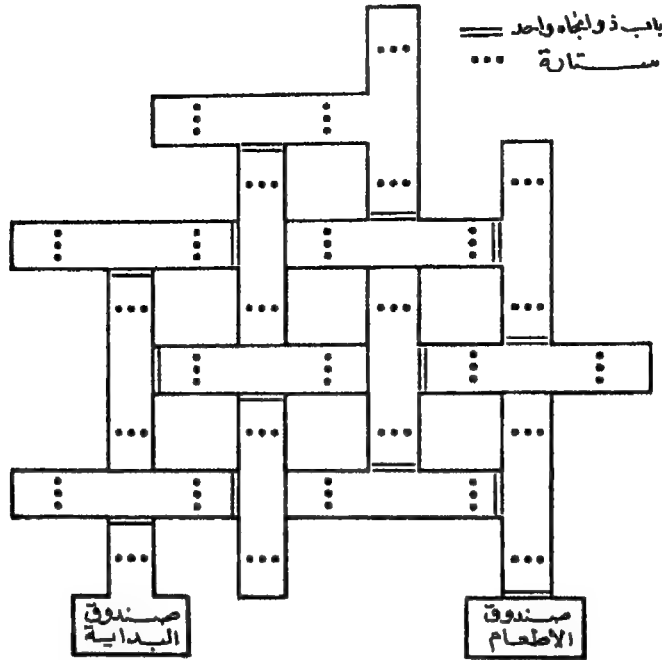 باب ذو اتجاه واحد
ستارة
صندوق
البداية
صندوق
الاطعام